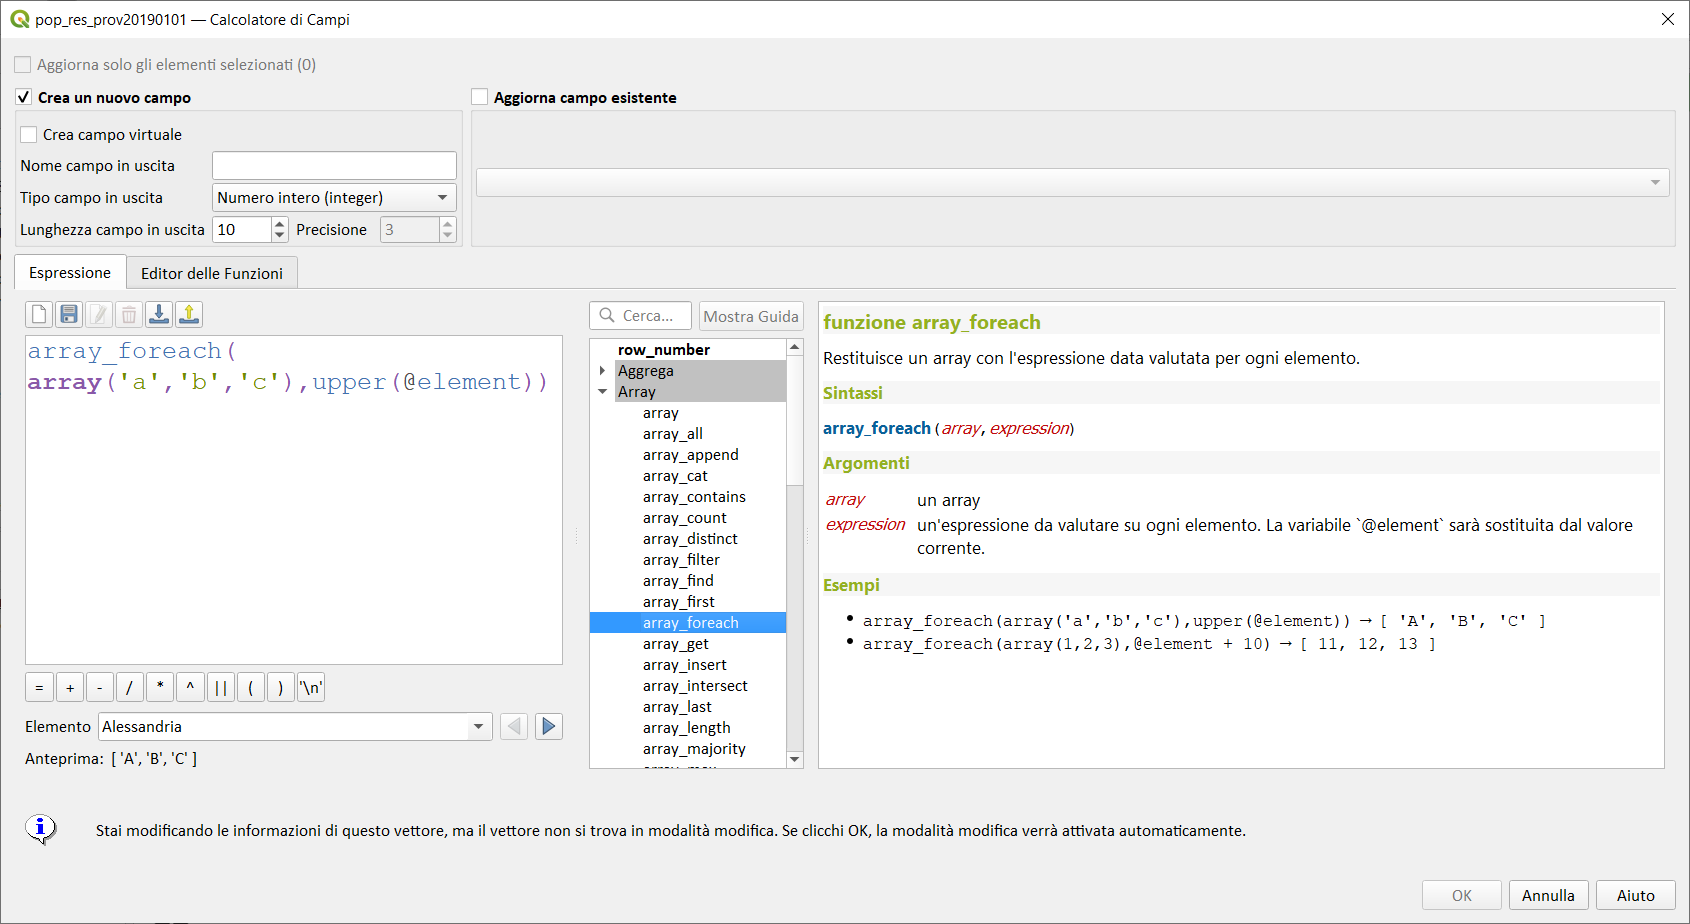 pop_res_prov20190101 — Calcolatore di Campi
Aggiorna solo gli elementi selezionati (0)
Crea un nuovo campo
Aggiorna campo esistente
Crea campo virtuale
Nome campo in uscita
Tipo campo in uscita Numero intero (integer)
Lunghezza campo in uscita 10 Precisione 3
Espressione Editor delle Funzioni
array_foreach(
array('a','b','c'),upper(@element))
= + - / * ^ || ( ) '\n'
Elemento Alessandria
Anteprima: [ 'A', 'B', 'C' ]
Cerca... Mostra Guida
row_number
Aggrega
Array
array
array_all
array_append
array_cat
array_contains
array_count
array_distinct
array_filter
array_find
array_first
array_foreach
array_get
array_insert
array_intersect
array_last
array_length
array_majority
funzione array_foreach
Restituisce un array con l'espressione data valutata per ogni elemento.
Sintassi
array_foreach(array, expression)
Argomenti
array un array
expression un'espressione da valutare su ogni elemento. La variabile `@element` sarà sostituita dal valore
corrente.
Esempi
• array_foreach(array('a','b','c'),upper(@element)) → [ 'A', 'B', 'C' ]
• array_foreach(array(1,2,3),@element + 10) → [ 11, 12, 13 ]
Stai modificando le informazioni di questo vettore, ma il vettore non si trova in modalità modifica. Se clicchi OK, la modalità modifica verrà attivata automaticamente.
OK Annulla Aiuto